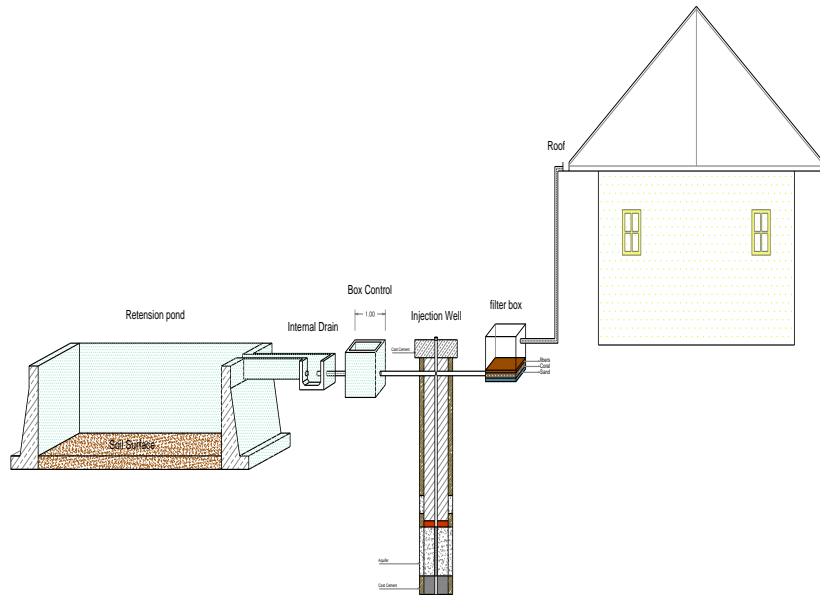 Roof
Box Control
1.00
filter box
Retension pond
Injection Well
Internal Drain
Cast Cement
fibers
Coral
Sand
Soil Surface
Aquifer
Cast Cement